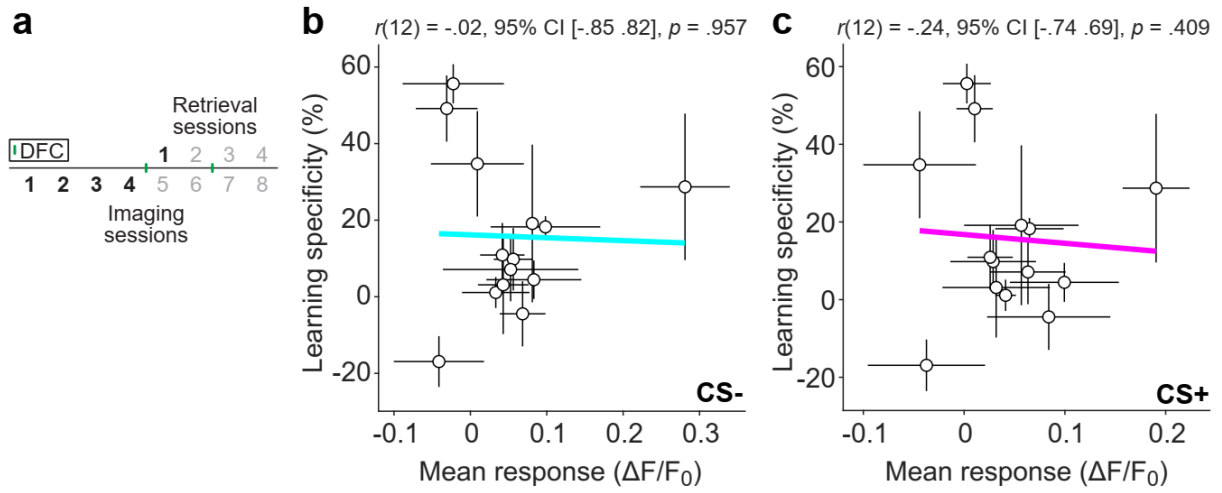 a
Retrieval
sessions
DFC
1 2 3 4
1 2 3 4 5 6 7 8
Imaging
sessions
b
r(12) = -.02, 95% CI [-.85 .82], p = .957
Learning specificity (%)
60
40
20
0
-20
CS-
-0.1 0 0.1 0.2 0.3
Mean response (ΔF/F0)
c
r(12) = -.24, 95% CI [-.74 .69], p = .409
Learning specificity (%)
60
40
20
0
-20
CS+
-0.1 0 0.1 0.2
Mean response (ΔF/F0)